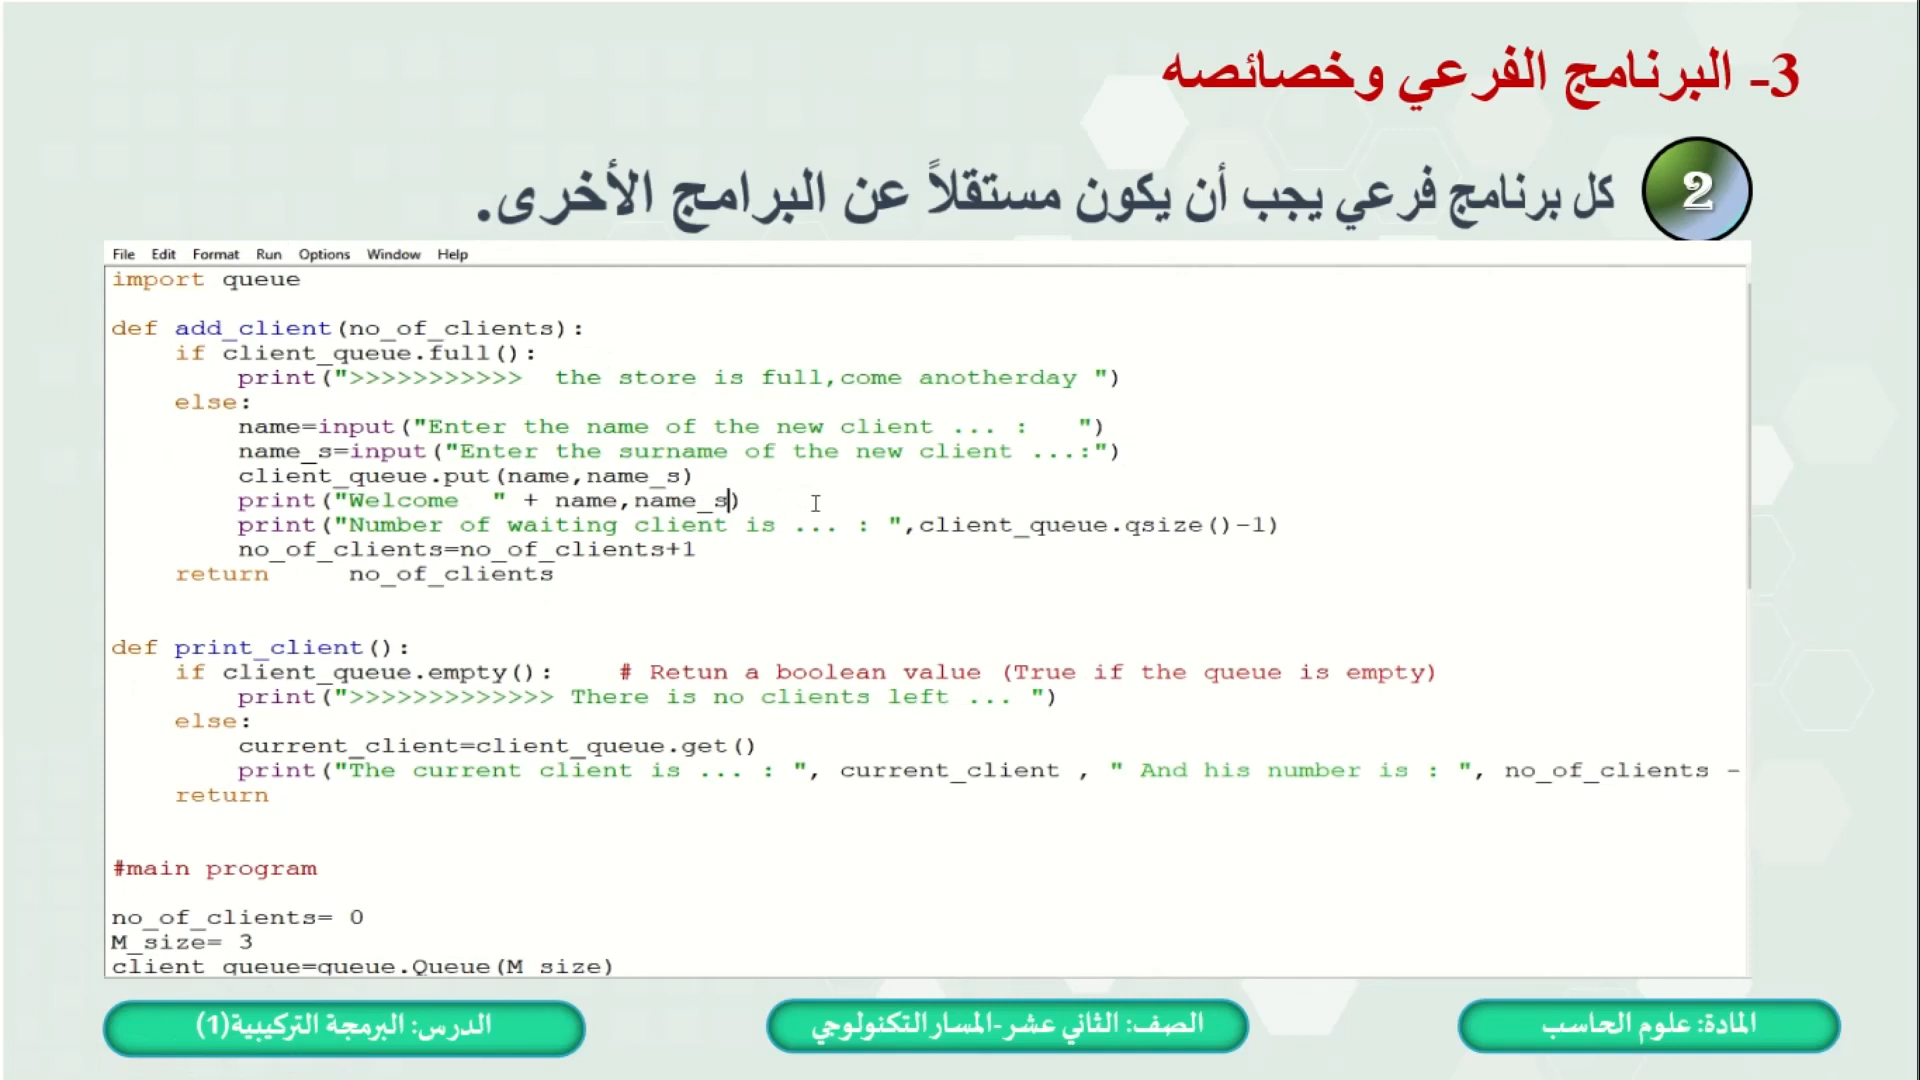 3- البرنامج الفرعي وخصائصه
2 كل برنامج فرعي يجب أن يكون مستقلاً عن البرامج الأخرى.
File Edit Format Run Options Window Help
import queue
def add_client(no_of_clients):
    if client_queue.full():
        print(">>>>>>>>>>>  the store is full,come anotherday ")
    else:
        name=input("Enter the name of the new client ... :   ")
        name_s=input("Enter the surname of the new client ...:")
        client_queue.put(name,name_s)
        print("Welcome  " + name,name_s)
        print("Number of waiting client is ... : ",client_queue.qsize()-1)
        no_of_clients=no_of_clients+1
    return     no_of_clients
def print_client():
    if client_queue.empty():    # Retun a boolean value (True if the queue is empty)
        print(">>>>>>>>>>>>> There is no clients left ... ")
    else:
        current_client=client_queue.get()
        print("The current client is ... : ", current_client , " And his number is : ", no_of_clients -
    return
#main program
no_of_clients= 0
M_size= 3
client_queue=queue.Queue(M_size)
المادة: علوم الحاسب
الصف: الثاني عشر-المسار التكنولوجي
الدرس: البرمجة التركيبية(1)